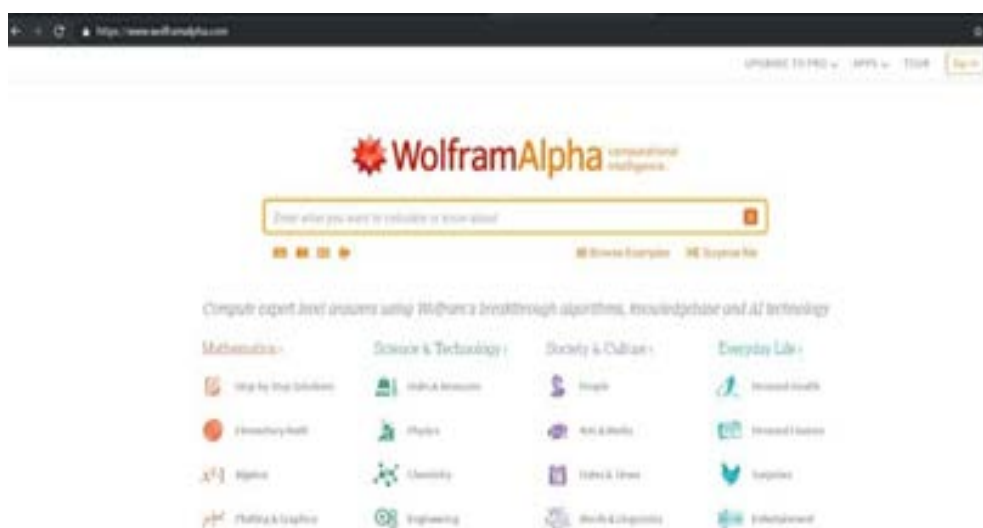 https://www.wolframalpha.com
UPGRADE TO PRO APPS TOUR Sign in
WolframAlpha computational intelligence.
Enter what you want to calculate or know about
Browse Examples Surprise Me
Compute expert-level answers using Wolfram's breakthrough algorithms, knowledgebase and AI technology
Mathematics › Science & Technology › Society & Culture › Everyday Life ›
Step-by-Step Solutions Units & Measures People Personal Health
Elementary Math Physics Arts & Media Personal Finance
Algebra Chemistry Dates & Times Surprises
Plotting & Graphics Engineering Words & Linguistics Entertainment